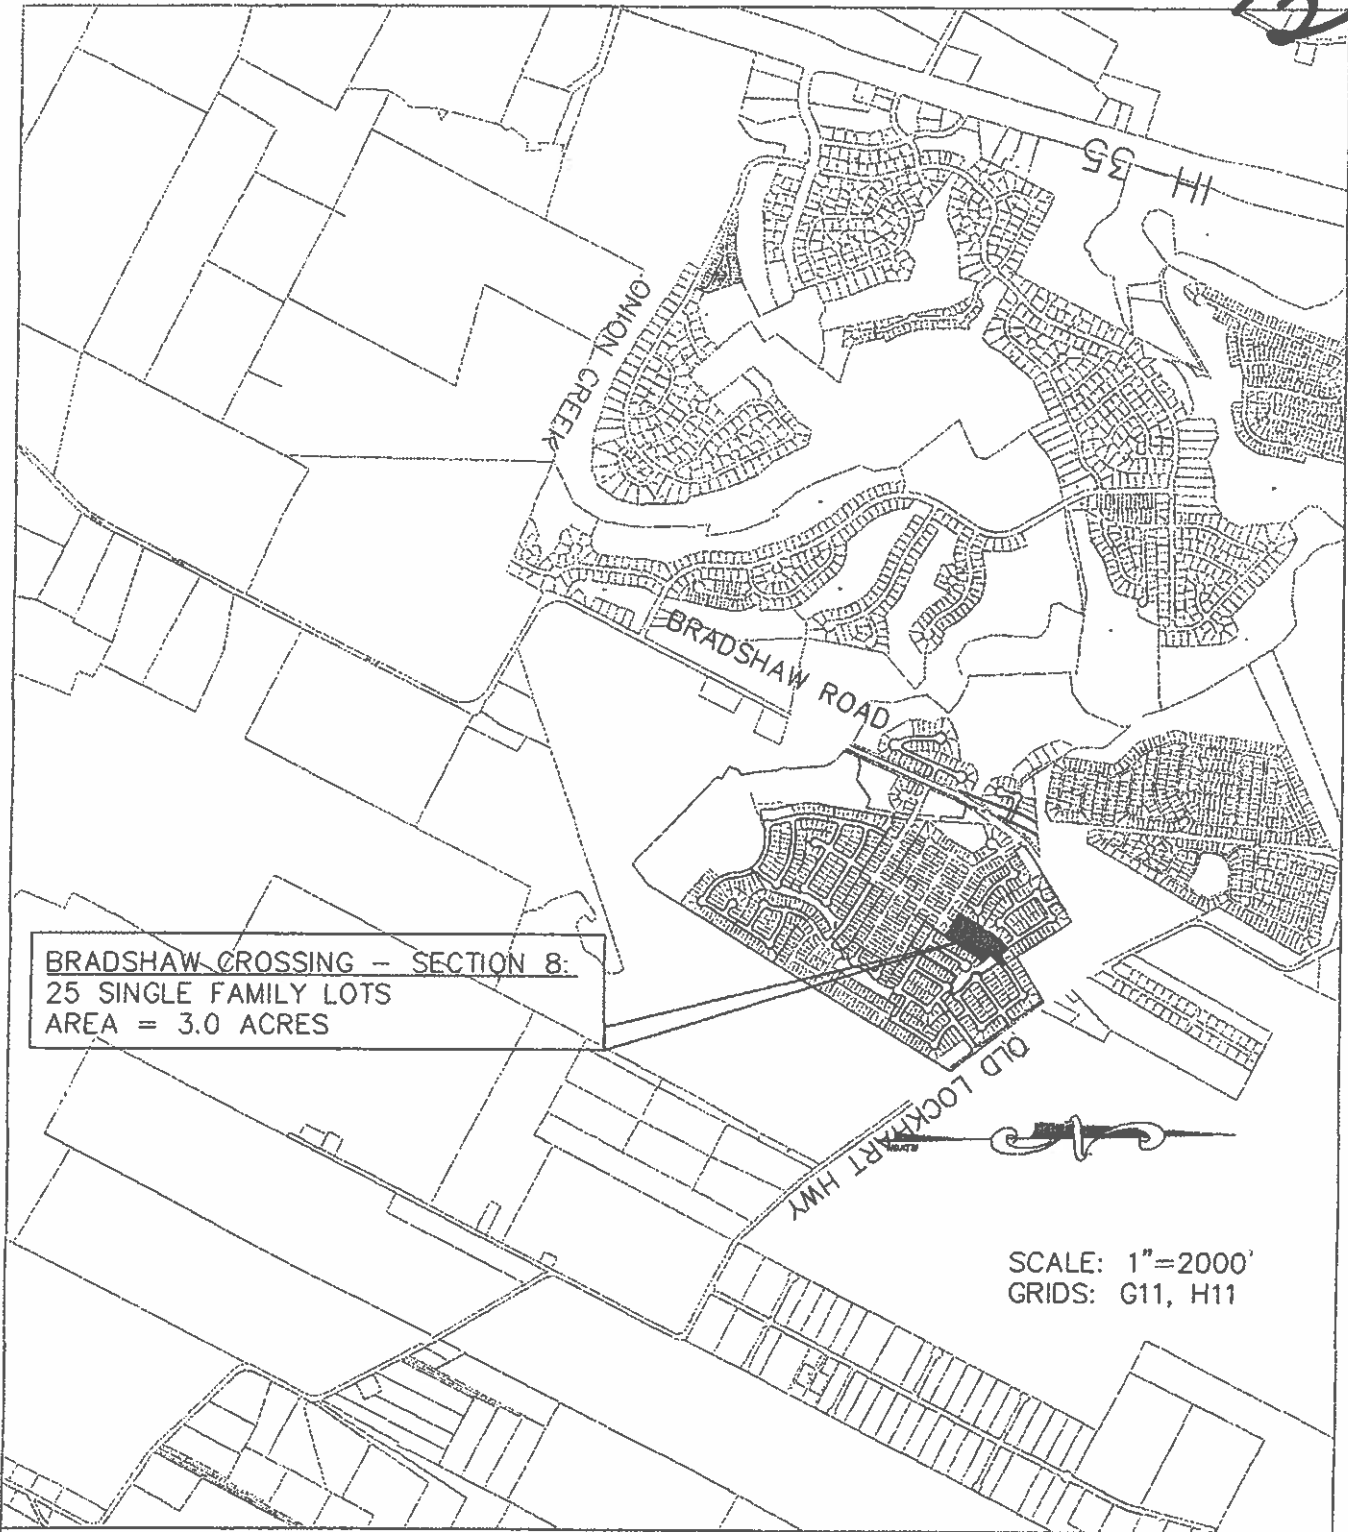 IH 35
ONION CREEK
BRADSHAW ROAD
BRADSHAW CROSSING – SECTION 8:
25 SINGLE FAMILY LOTS
AREA = 3.0 ACRES
OLD LOCKHART HWY
SCALE: 1"=2000'
GRIDS: G11, H11